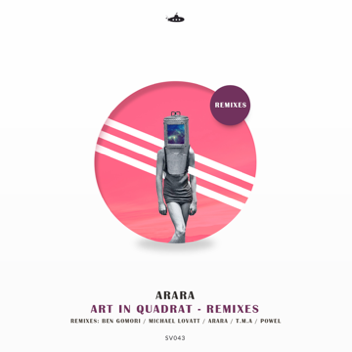 REMIXES
ARARA
ART IN QUADRAT - REMIXES
REMIXES: BEN GOMORI / MICHAEL LOVATT / ARARA / T.M.A / POWEL
SV043